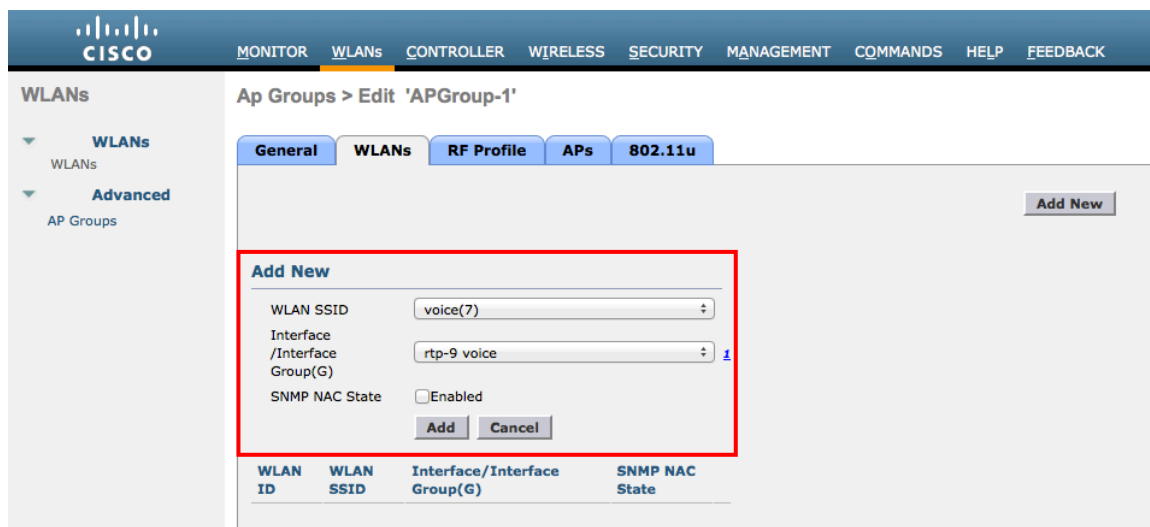 CISCO
MONITOR WLANs CONTROLLER WIRELESS SECURITY MANAGEMENT COMMANDS HELP FEEDBACK
WLANs
WLANs
WLANs
Advanced
AP Groups
Ap Groups > Edit 'APGroup-1'
General WLANs RF Profile APs 802.11u
Add New
Add New
WLAN SSID voice(7)
Interface
/Interface
Group(G)
rtp-9 voice 1
SNMP NAC State Enabled
Add Cancel
WLAN ID
WLAN SSID
Interface/Interface Group(G)
SNMP NAC State